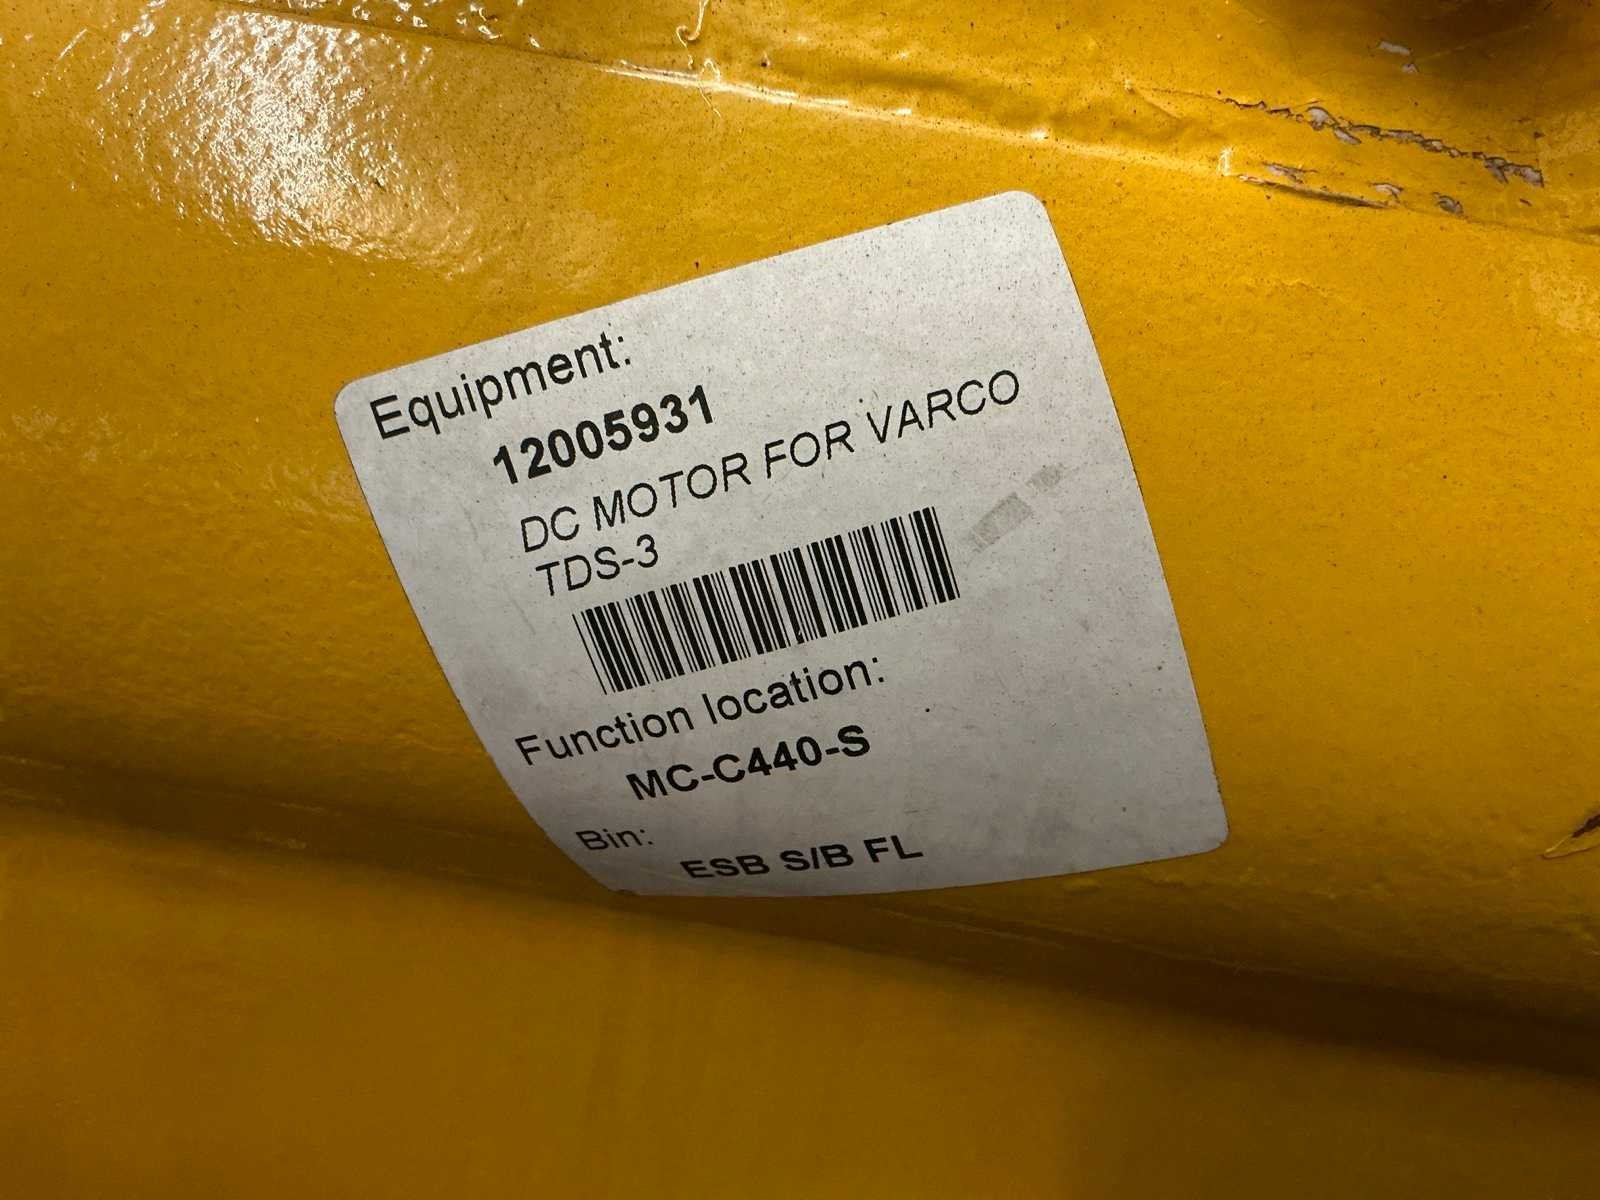 Equipment:
12005931
DC MOTOR FOR VARCO
TDS-3
Function location:
MC-C440-S
Bin:
ESB S/B FL